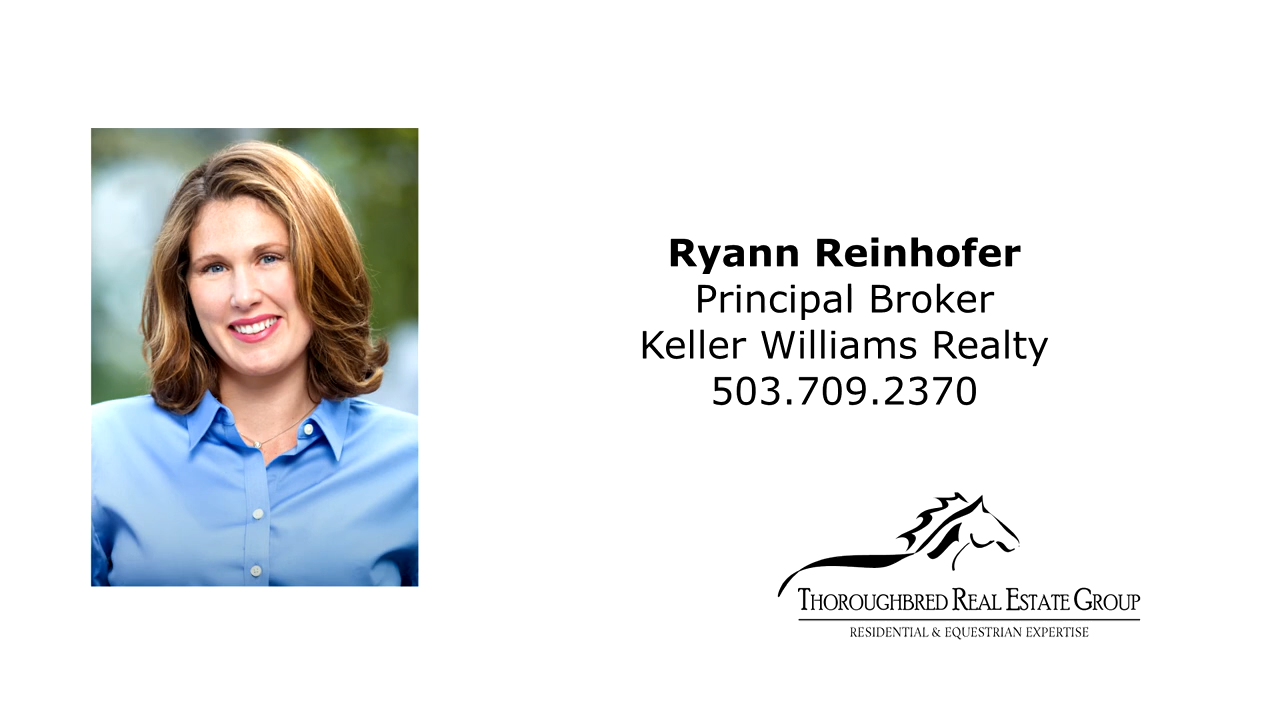 Ryann Reinhofer
Principal Broker
Keller Williams Realty
503.709.2370
THOROUGHBRED REAL ESTATE GROUP
RESIDENTIAL & EQUESTRIAN EXPERTISE